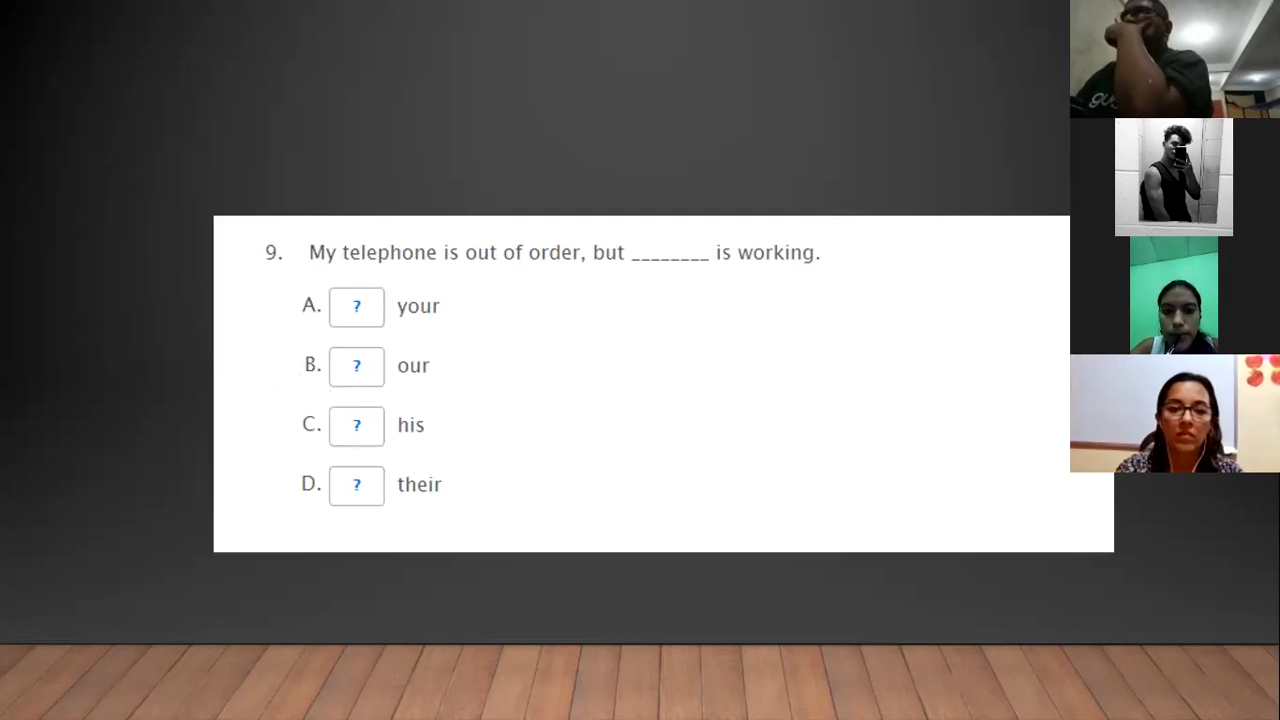 9. My telephone is out of order, but ________ is working.
A. ? your
B. ? our
C. ? his
D. ? their